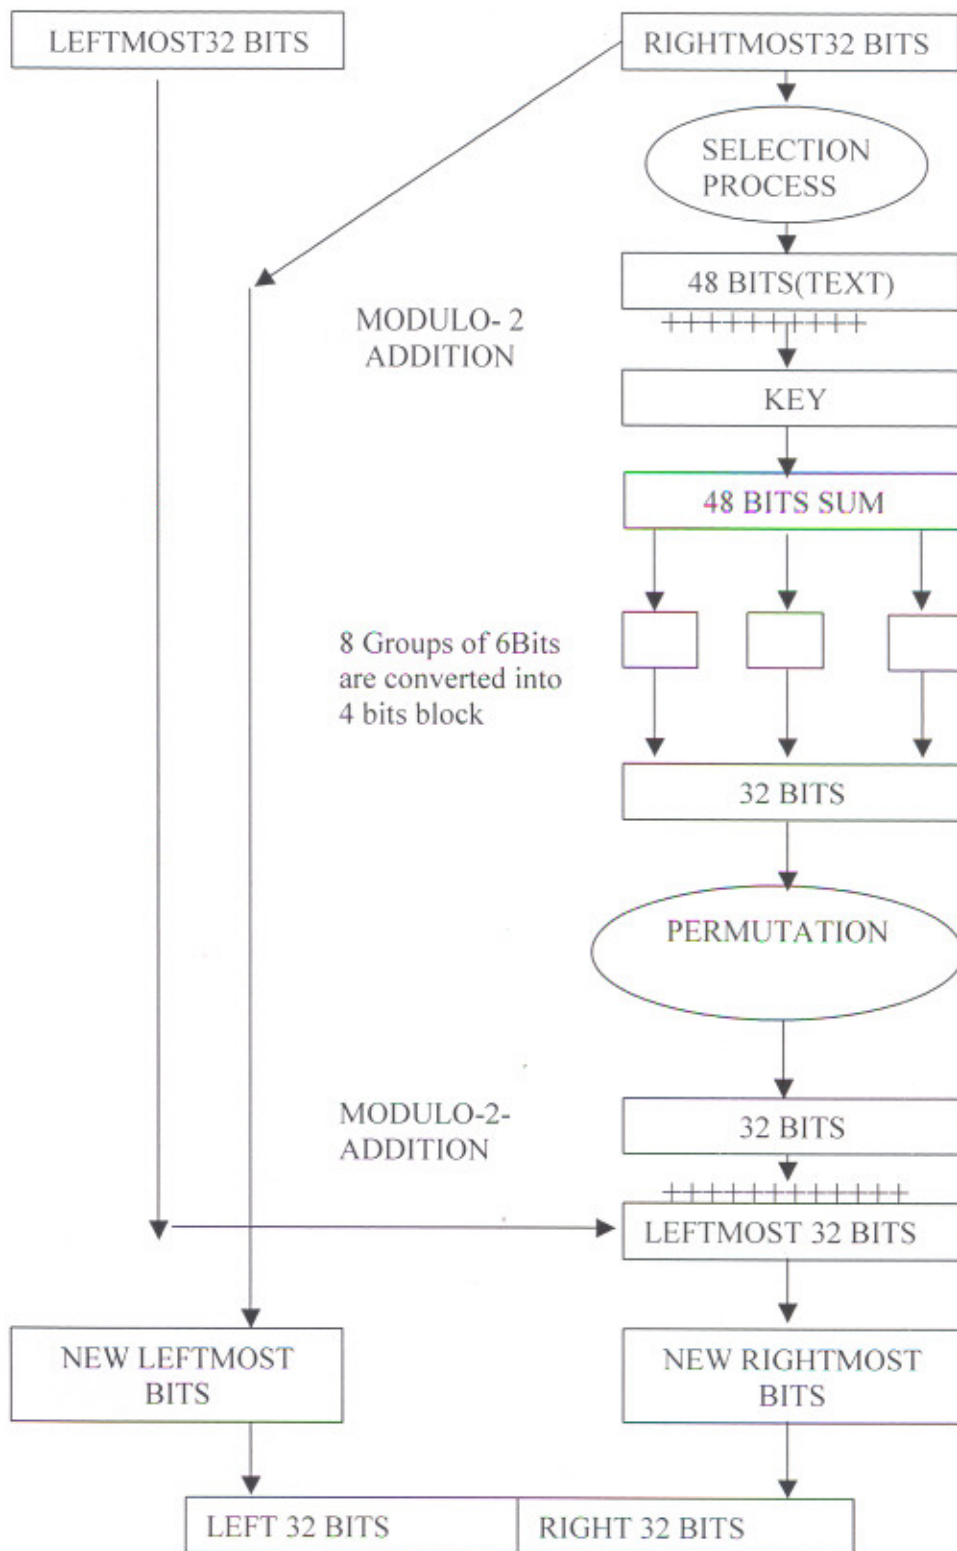 LEFTMOST32 BITS
RIGHTMOST32 BITS
SELECTION
PROCESS
48 BITS(TEXT)
MODULO- 2
ADDITION
+++++++++++
KEY
48 BITS SUM
8 Groups of 6Bits
are converted into
4 bits block
32 BITS
PERMUTATION
MODULO-2-
ADDITION
32 BITS
+++++++++++++
LEFTMOST 32 BITS
NEW LEFTMOST
BITS
NEW RIGHTMOST
BITS
LEFT 32 BITS
RIGHT 32 BITS